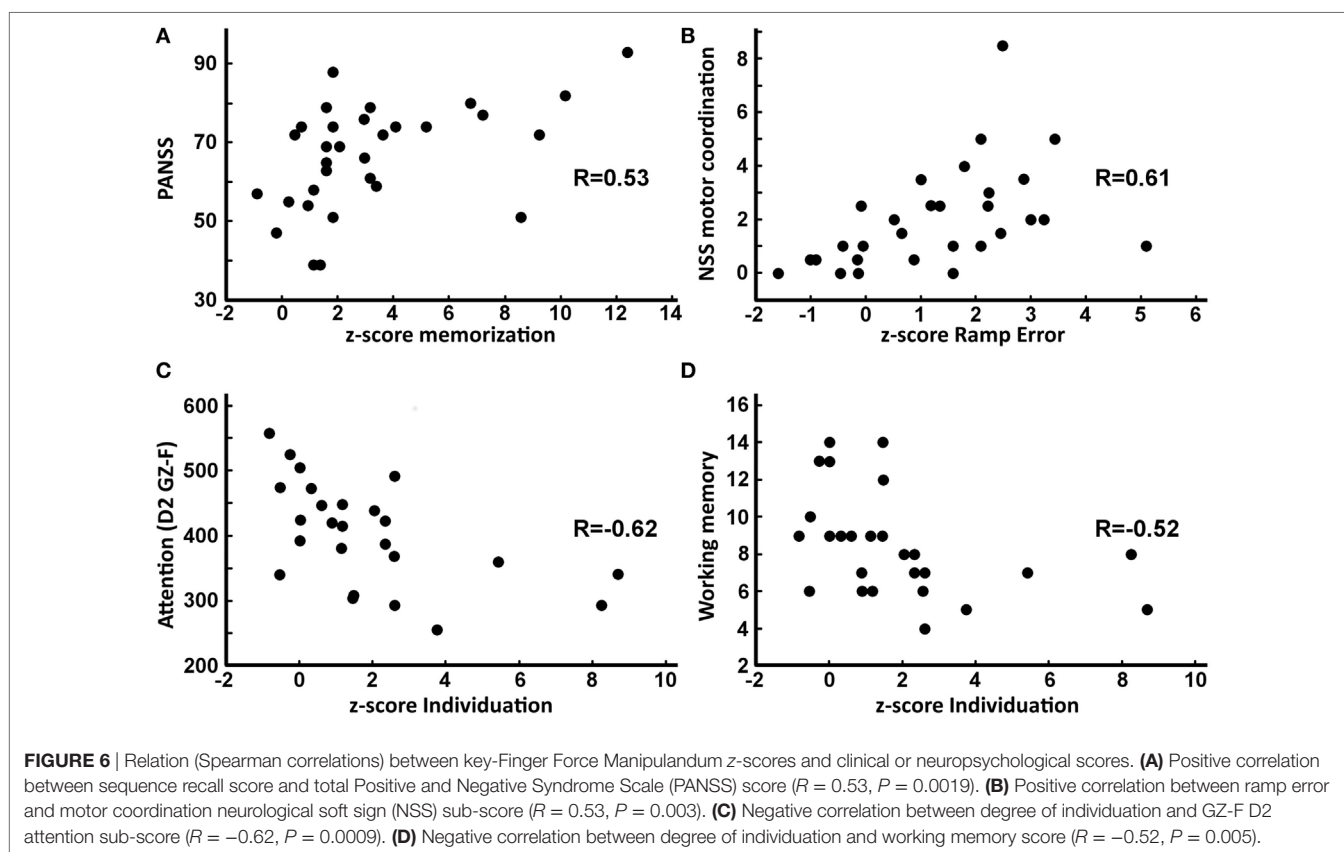 A
90
70
50
30
PANSS
-2 0 2 4 6 8 10 12 14
z-score memorization
R=0.53
B
8
6
4
2
0
NSS motor coordination
-2 -1 0 1 2 3 4 5 6
z-score Ramp Error
R=0.61
C
600
500
400
300
200
Attention (D2 GZ-F)
-2 0 2 4 6 8 10
z-score Individuation
R=-0.62
D
16
14
12
10
8
6
4
2
Working memory
-2 0 2 4 6 8 10
z-score Individuation
R=-0.52
FIGURE 6 | Relation (Spearman correlations) between key-Finger Force Manipulandum z-scores and clinical or neuropsychological scores. (A) Positive correlation
between sequence recall score and total Positive and Negative Syndrome Scale (PANSS) score (R = 0.53, P = 0.0019). (B) Positive correlation between ramp error
and motor coordination neurological soft sign (NSS) sub-score (R = 0.53, P = 0.003). (C) Negative correlation between degree of individuation and GZ-F D2
attention sub-score (R = −0.62, P = 0.0009). (D) Negative correlation between degree of individuation and working memory score (R = −0.52, P = 0.005).